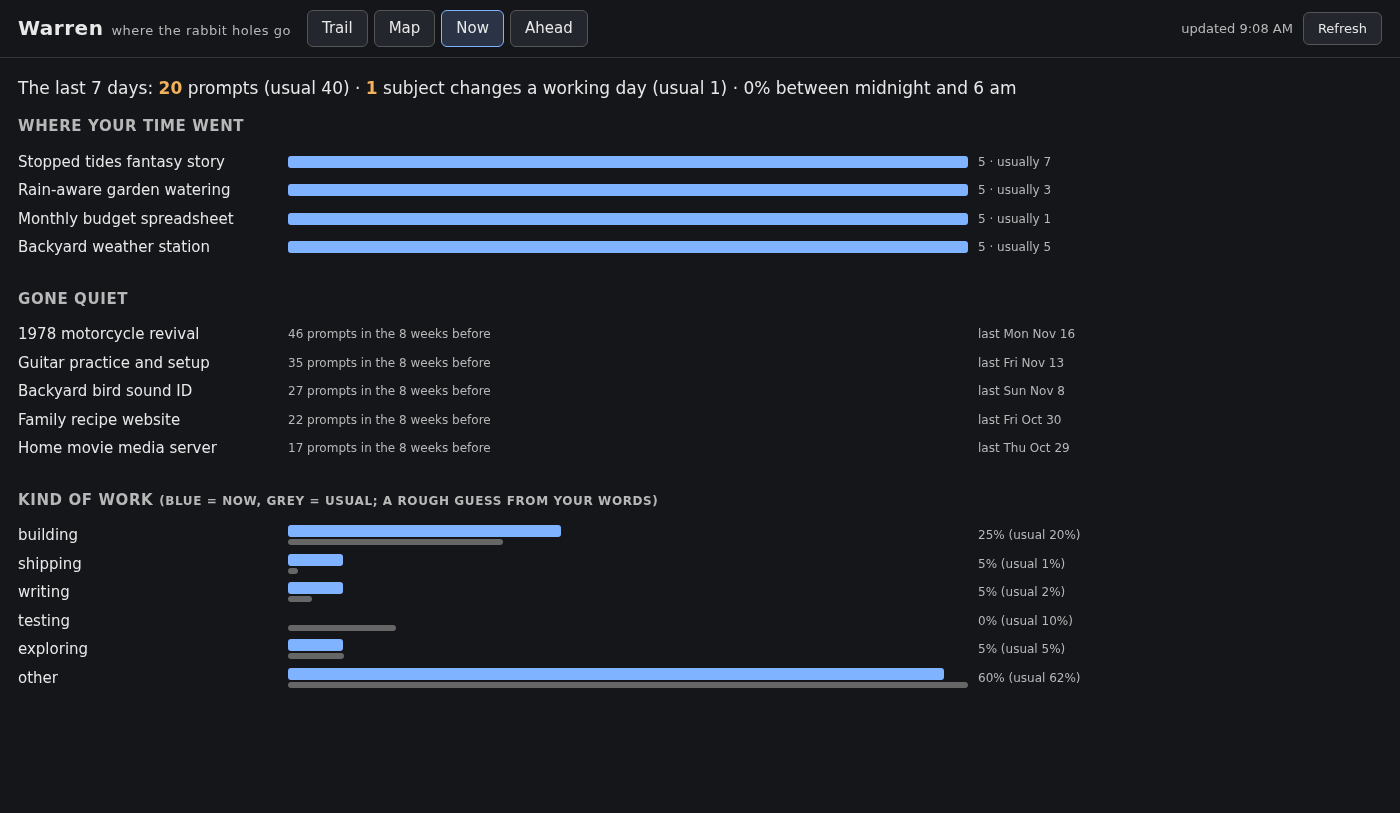 Warren where the rabbit holes go Trail Map Now Ahead updated 9:08 AM Refresh
The last 7 days: 20 prompts (usual 40) · 1 subject changes a working day (usual 1) · 0% between midnight and 6 am
WHERE YOUR TIME WENT
Stopped tides fantasy story 5 · usually 7
Rain-aware garden watering 5 · usually 3
Monthly budget spreadsheet 5 · usually 1
Backyard weather station 5 · usually 5
GONE QUIET
1978 motorcycle revival 46 prompts in the 8 weeks before last Mon Nov 16
Guitar practice and setup 35 prompts in the 8 weeks before last Fri Nov 13
Backyard bird sound ID 27 prompts in the 8 weeks before last Sun Nov 8
Family recipe website 22 prompts in the 8 weeks before last Fri Oct 30
Home movie media server 17 prompts in the 8 weeks before last Thu Oct 29
KIND OF WORK (BLUE = NOW, GREY = USUAL; A ROUGH GUESS FROM YOUR WORDS)
building 25% (usual 20%)
shipping 5% (usual 1%)
writing 5% (usual 2%)
testing 0% (usual 10%)
exploring 5% (usual 5%)
other 60% (usual 62%)